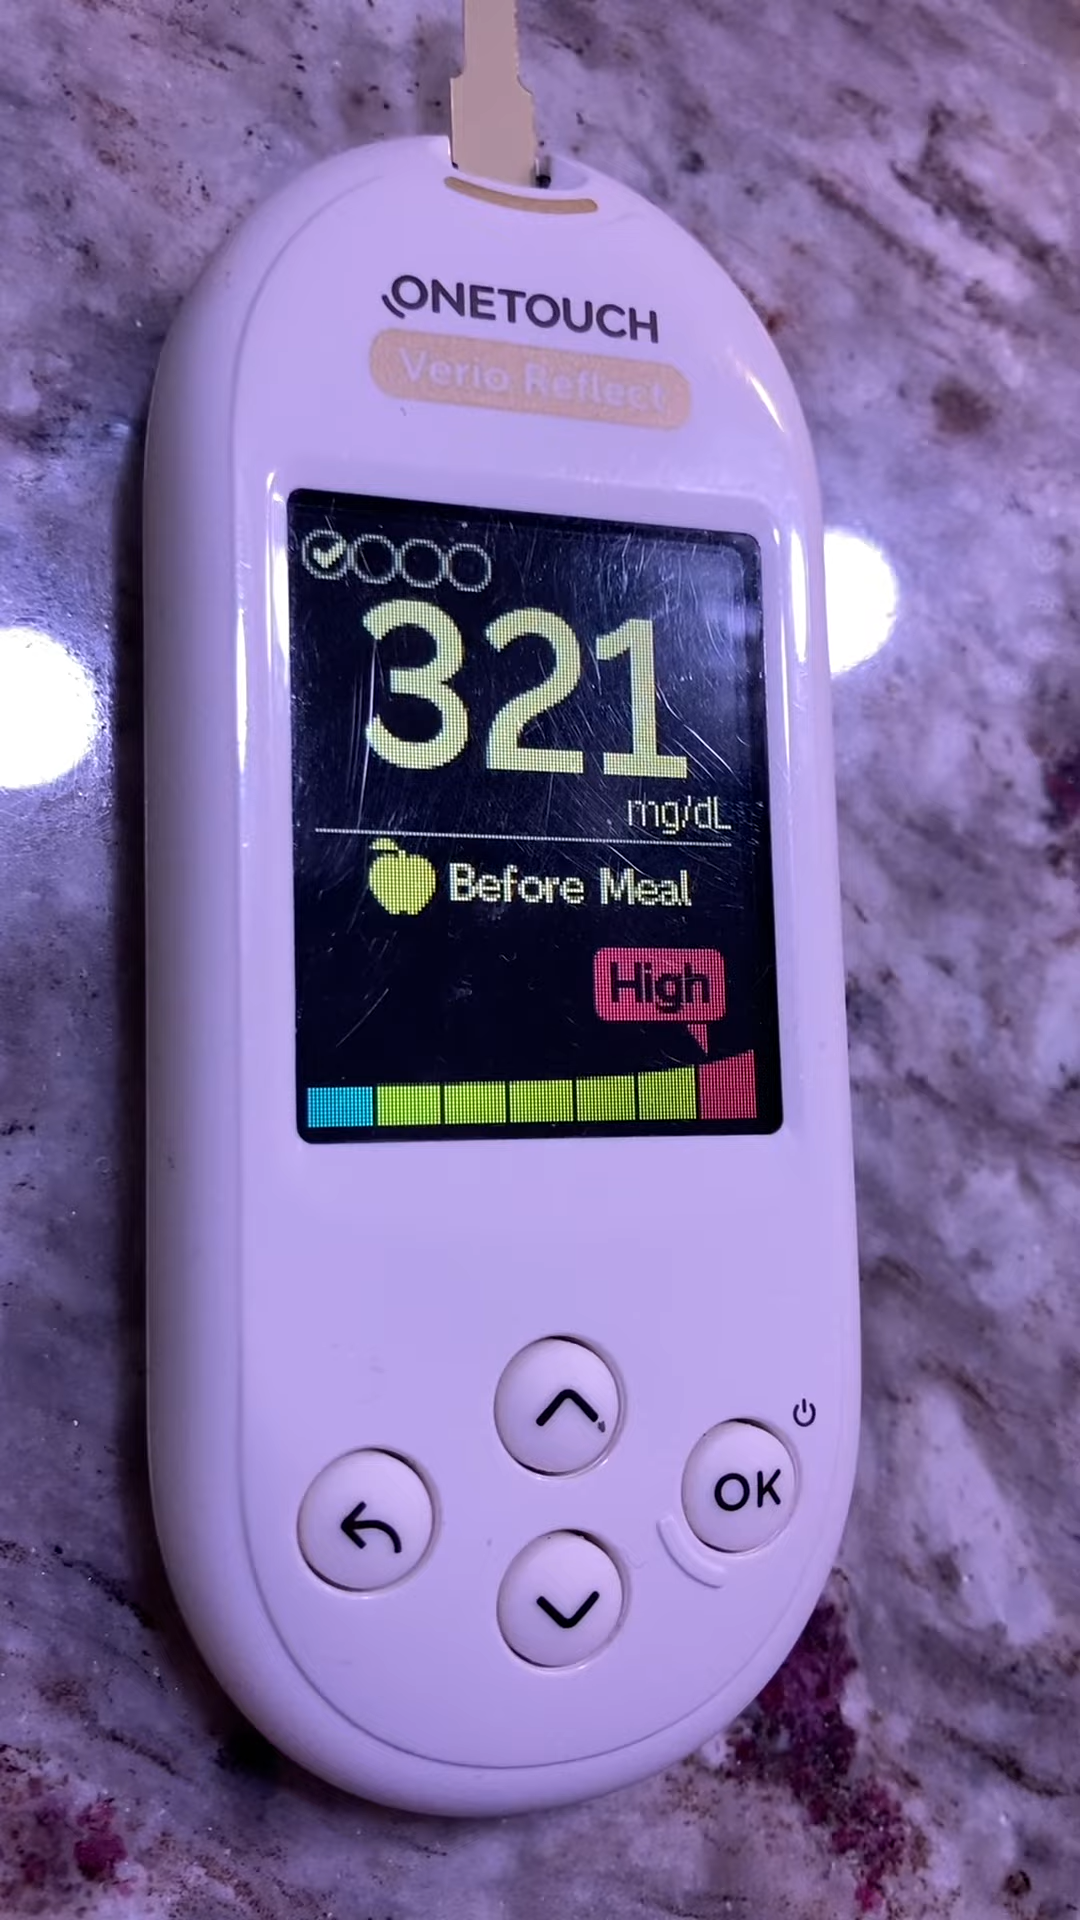 ONETOUCH
Verio Reflect
321
mg/dL
Before Meal
High
OK